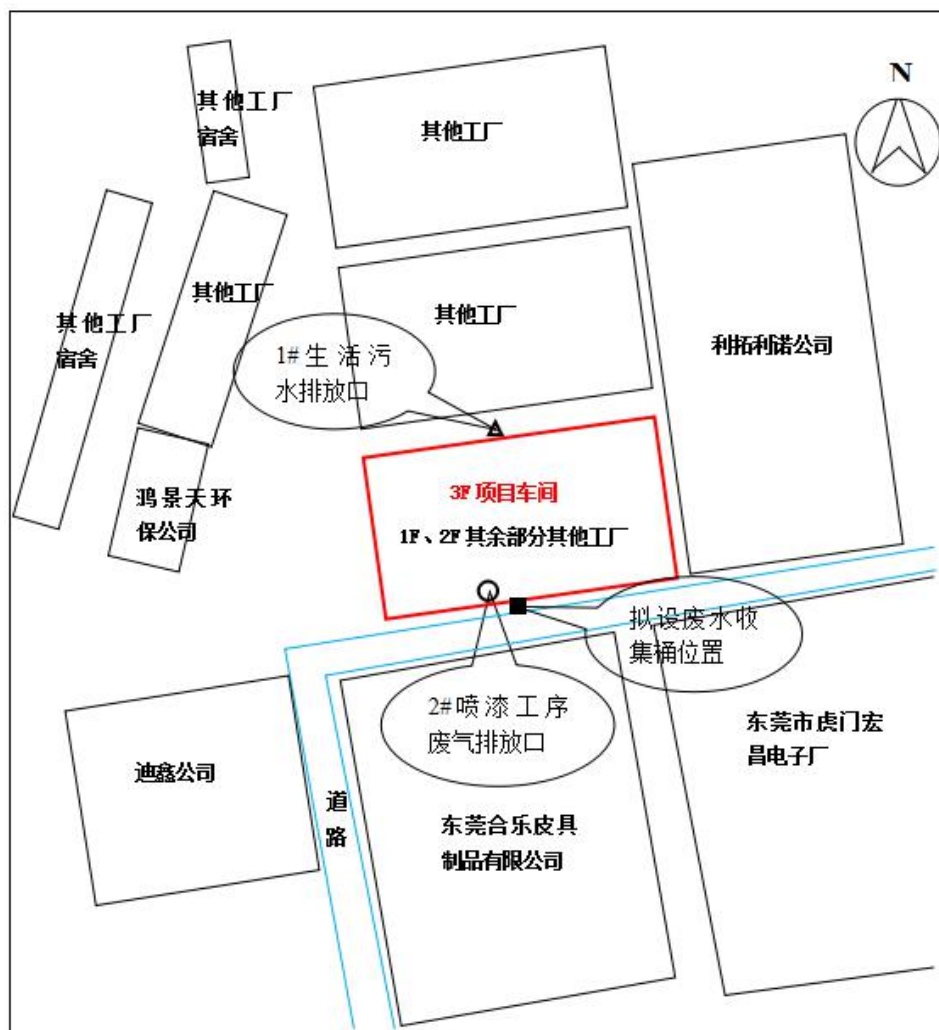 N
其他工厂
宿舍
其他工厂
其他工厂
其他工厂
其他工厂
宿舍
利拓利诺公司
1#生活污
水排放口
鸿景天环
保公司
3F 项目车间
1F、2F 其余部分其他工厂
拟设废水收
集桶位置
2#喷漆工序
废气排放口
迪鑫公司
道
路
东莞合乐皮具
制品有限公司
东莞市虎门宏
昌电子厂